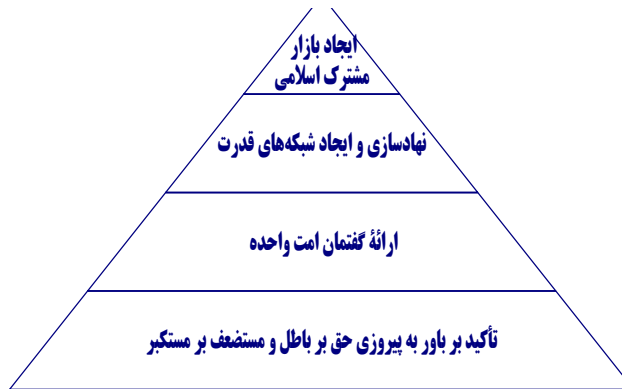 ایجاد بازار
مشترک اسلامی
نهادسازی و ایجاد شبکه‌های قدرت
ارائهٔ گفتمان امت واحده
تأکید بر باور به پیروزی حق بر باطل و مستضعف بر مستکبر